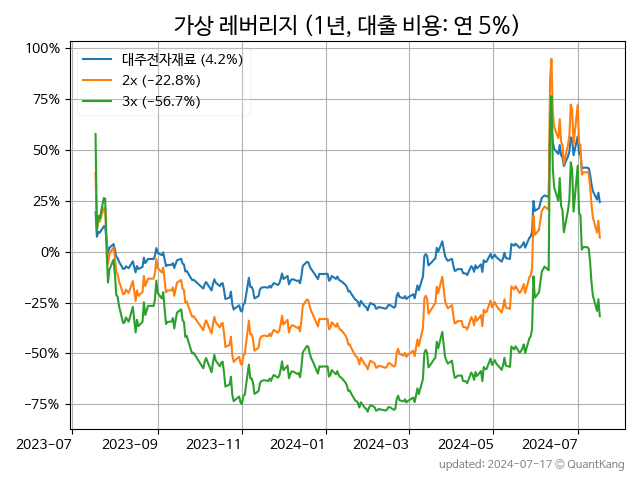 가상 레버리지 (1년, 대출 비용: 연 5%)
대주전자재료 (4.2%)
2x (−22.8%)
3x (−56.7%)
100%
75%
50%
25%
0%
−25%
−50%
−75%
2023-07 2023-09 2023-11 2024-01 2024-03 2024-05 2024-07
updated: 2024-07-17 © QuantKang